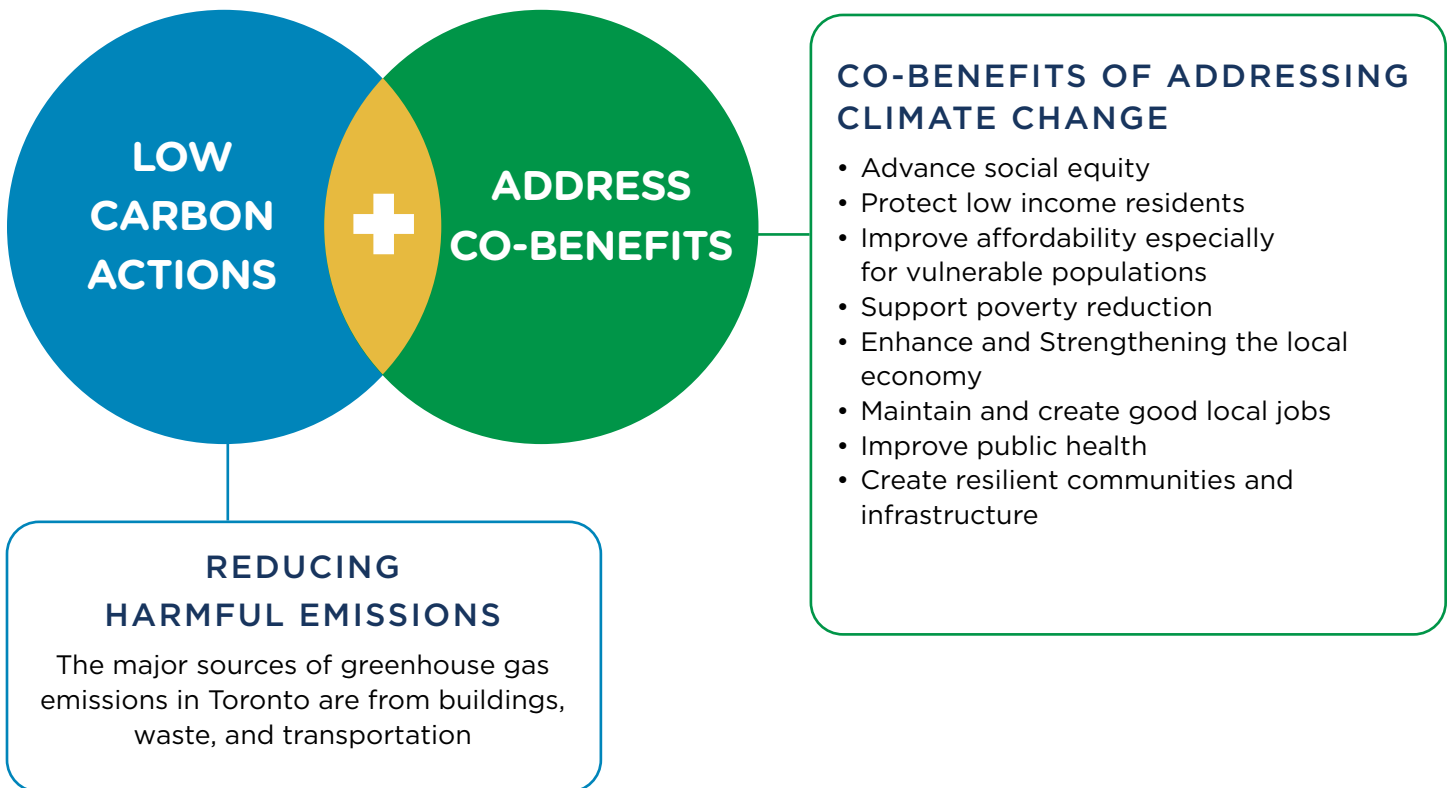 LOW
CARBON
ACTIONS
ADDRESS
CO-BENEFITS
CO-BENEFITS OF ADDRESSING
CLIMATE CHANGE
• Advance social equity
• Protect low income residents
• Improve affordability especially
for vulnerable populations
• Support poverty reduction
• Enhance and Strengthening the local
economy
• Maintain and create good local jobs
• Improve public health
• Create resilient communities and
infrastructure
REDUCING
HARMFUL EMISSIONS
The major sources of greenhouse gas
emissions in Toronto are from buildings,
waste, and transportation